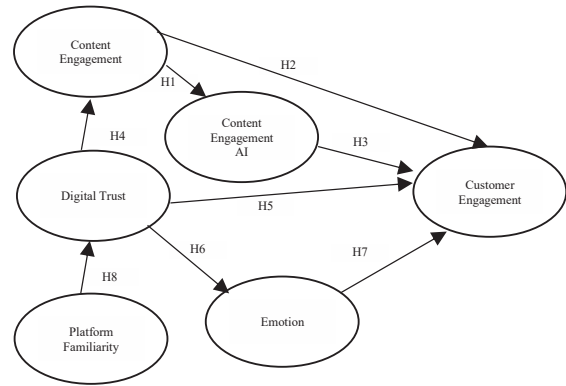 Content
Engagement
H2
H1
Content
Engagement
AI
H3
H4
Customer
Engagement
Digital Trust
H5
H6
H7
H8
Emotion
Platform
Familiarity